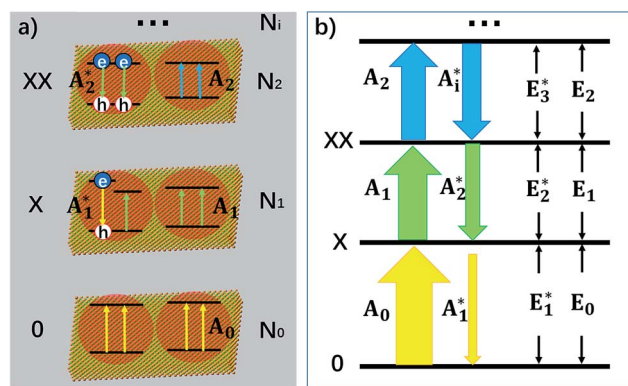 a)
...
Nᵢ
XX
e e
A₂*
h h
A₂
N₂
X
e
A₁*
h
A₁
N₁
0
A₀
N₀
b)
...
A₂ Aᵢ* E₃* E₂
XX
A₁ A₂* E₂* E₁
X
A₀ A₁* E₁* E₀
0